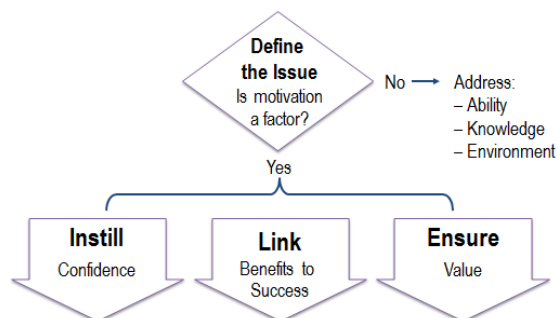 Define
the Issue
Is motivation
a factor?
No
Address:
– Ability
– Knowledge
– Environment
Yes
Instill
Confidence
Link
Benefits to
Success
Ensure
Value